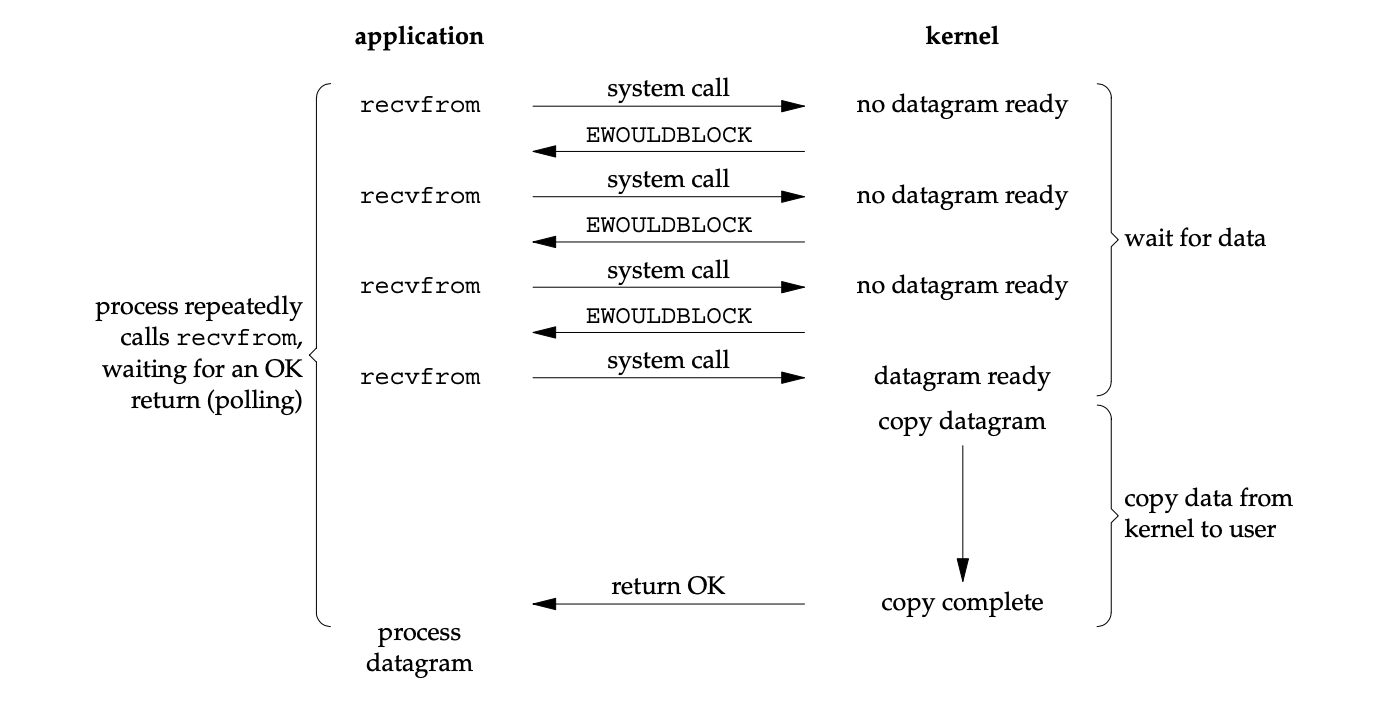 application
kernel
recvfrom
system call
no datagram ready
EWOULDBLOCK
recvfrom
system call
no datagram ready
EWOULDBLOCK
wait for data
recvfrom
system call
no datagram ready
EWOULDBLOCK
process repeatedly
calls recvfrom,
waiting for an OK
return (polling)
recvfrom
system call
datagram ready
copy datagram
copy data from
kernel to user
return OK
copy complete
process
datagram